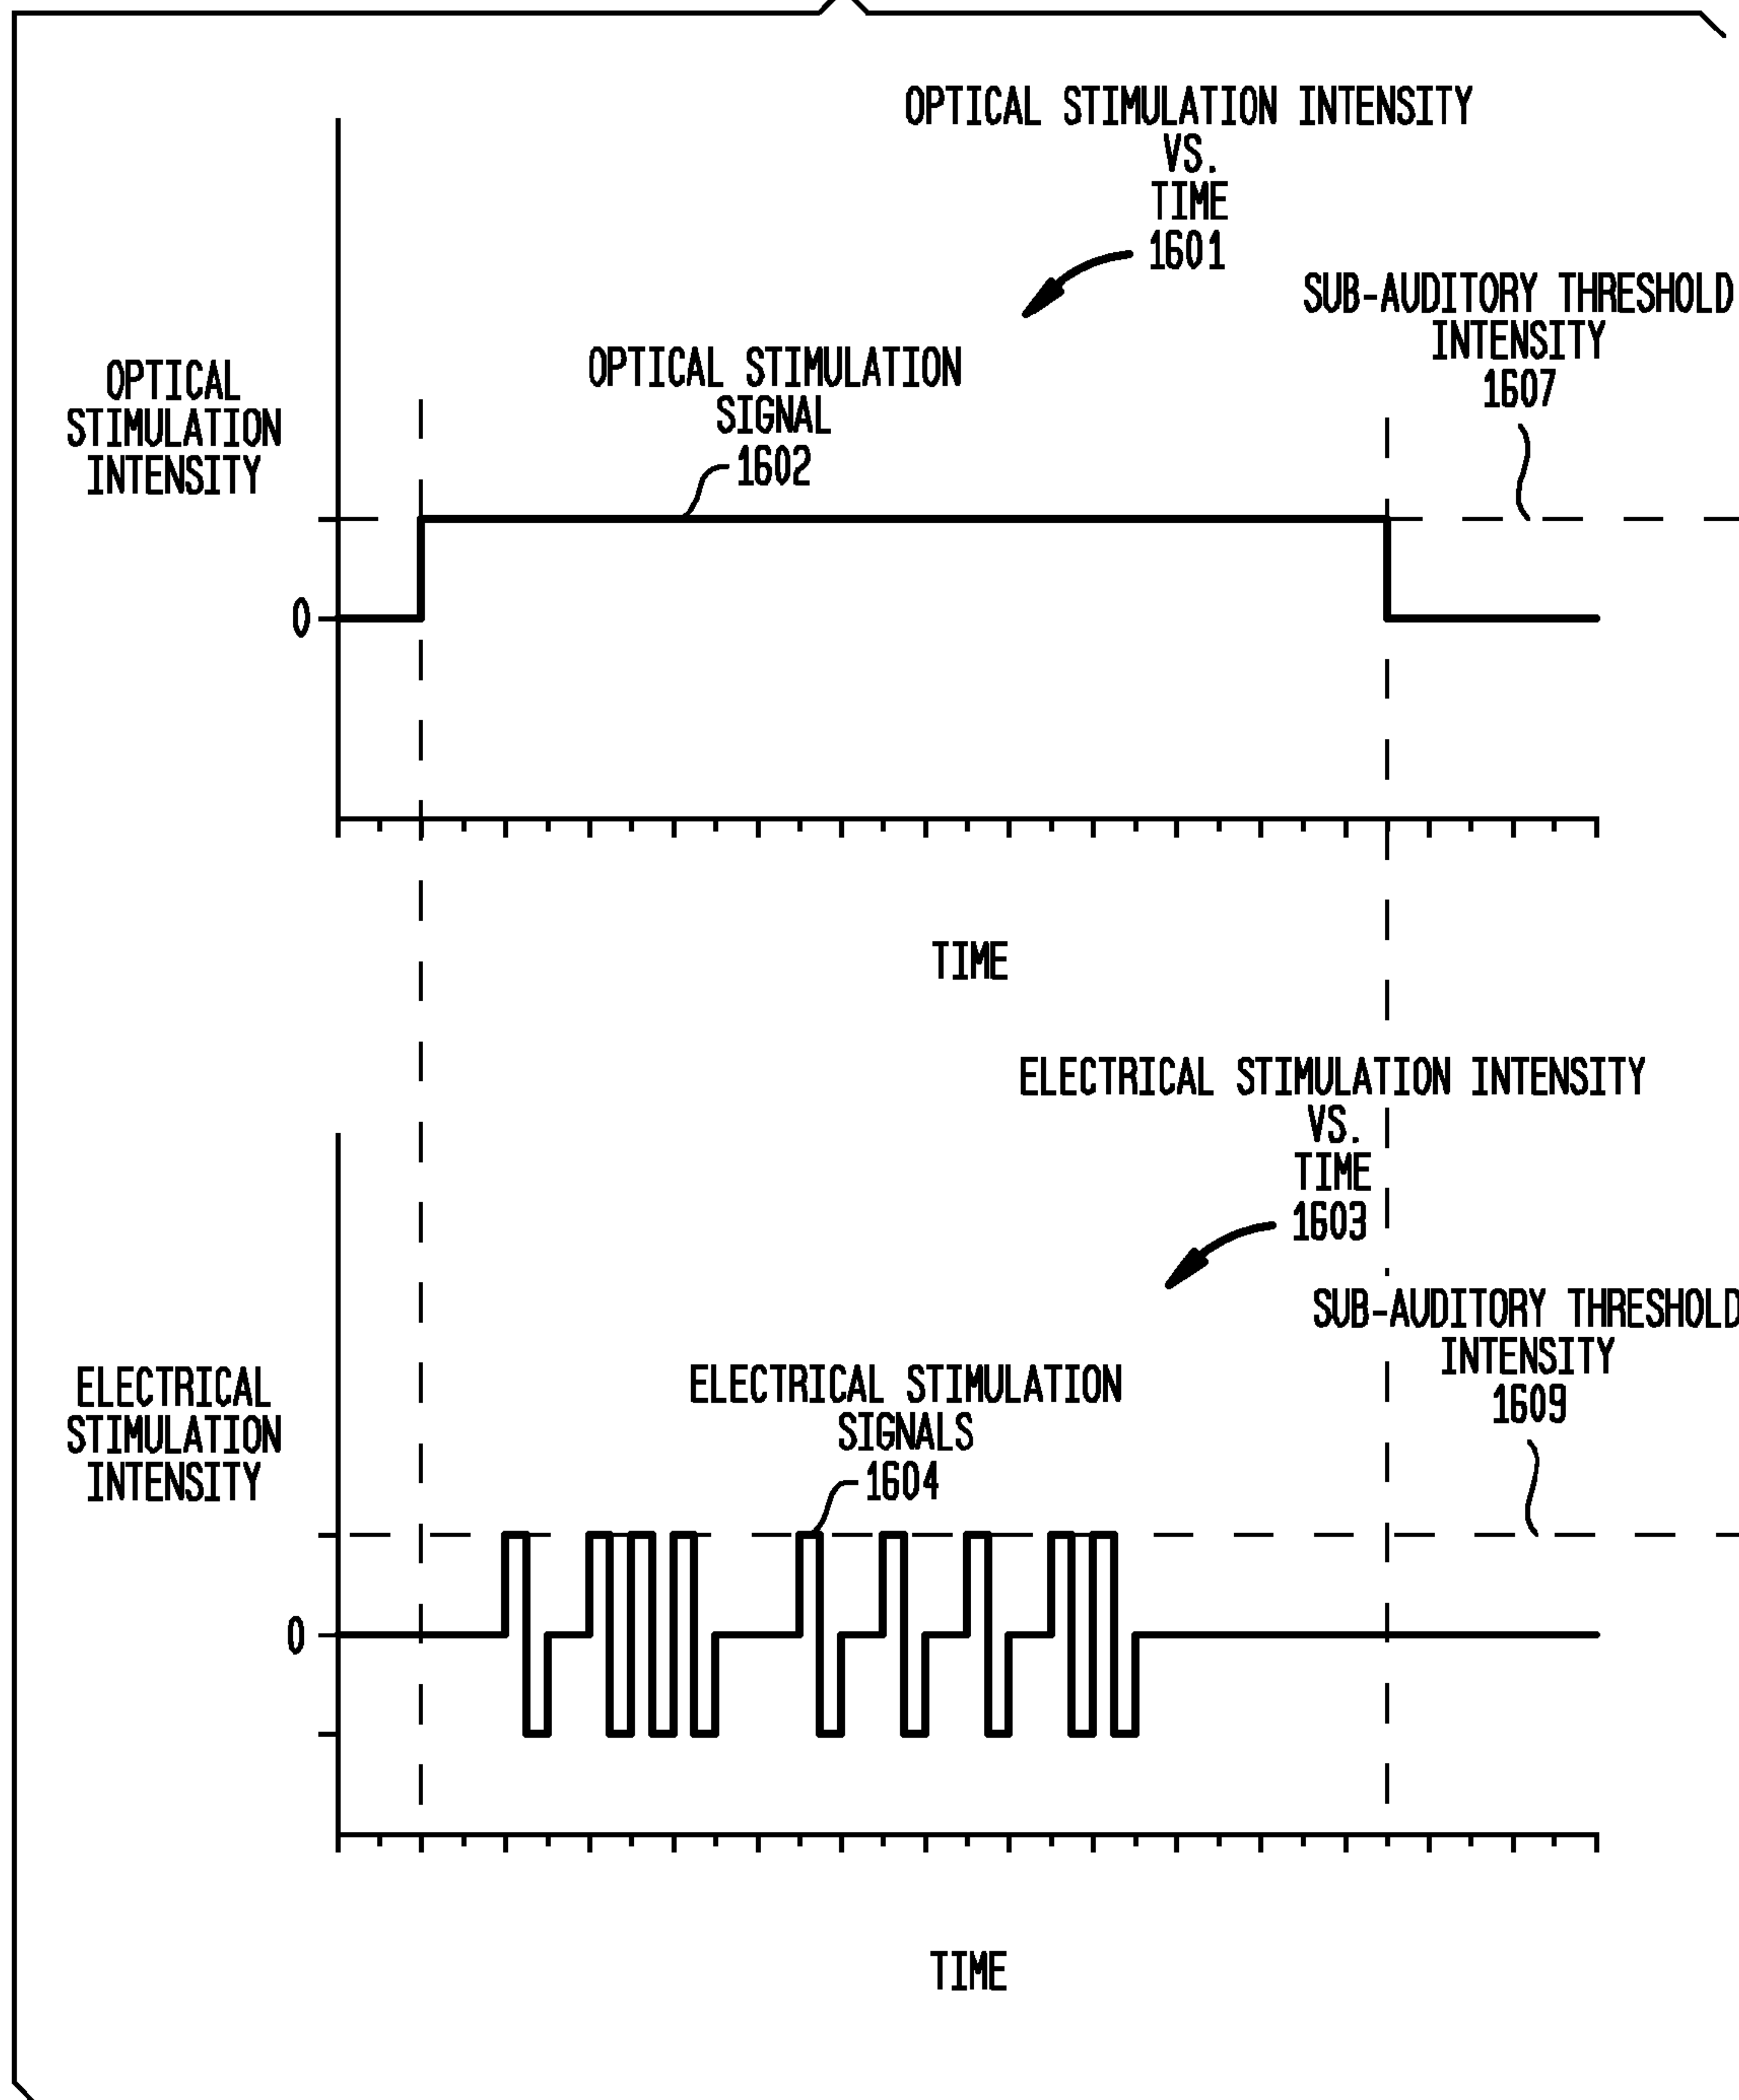 OPTICAL STIMULATION INTENSITY
VS.
TIME
1601
SUB-AUDITORY THRESHOLD
INTENSITY
1607
OPTICAL STIMULATION
SIGNAL
1602
OPTICAL
STIMULATION
INTENSITY
0
TIME
ELECTRICAL STIMULATION INTENSITY
VS.
TIME
1603
SUB-AUDITORY THRESHOLD
INTENSITY
1609
ELECTRICAL STIMULATION
SIGNALS
1604
ELECTRICAL
STIMULATION
INTENSITY
0
TIME